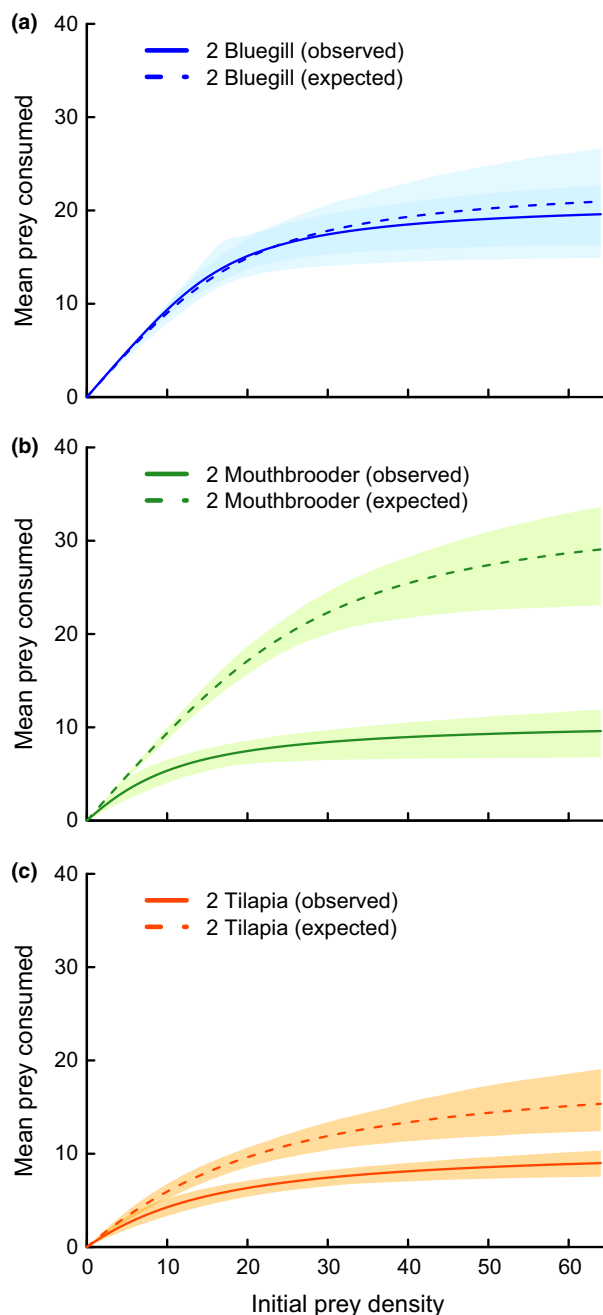 (a)
40
30
20
10
0
Mean prey consumed
2 Bluegill (observed)
2 Bluegill (expected)
(b)
40
30
20
10
0
Mean prey consumed
2 Mouthbrooder (observed)
2 Mouthbrooder (expected)
(c)
40
30
20
10
0
Mean prey consumed
2 Tilapia (observed)
2 Tilapia (expected)
0 10 20 30 40 50 60
Initial prey density